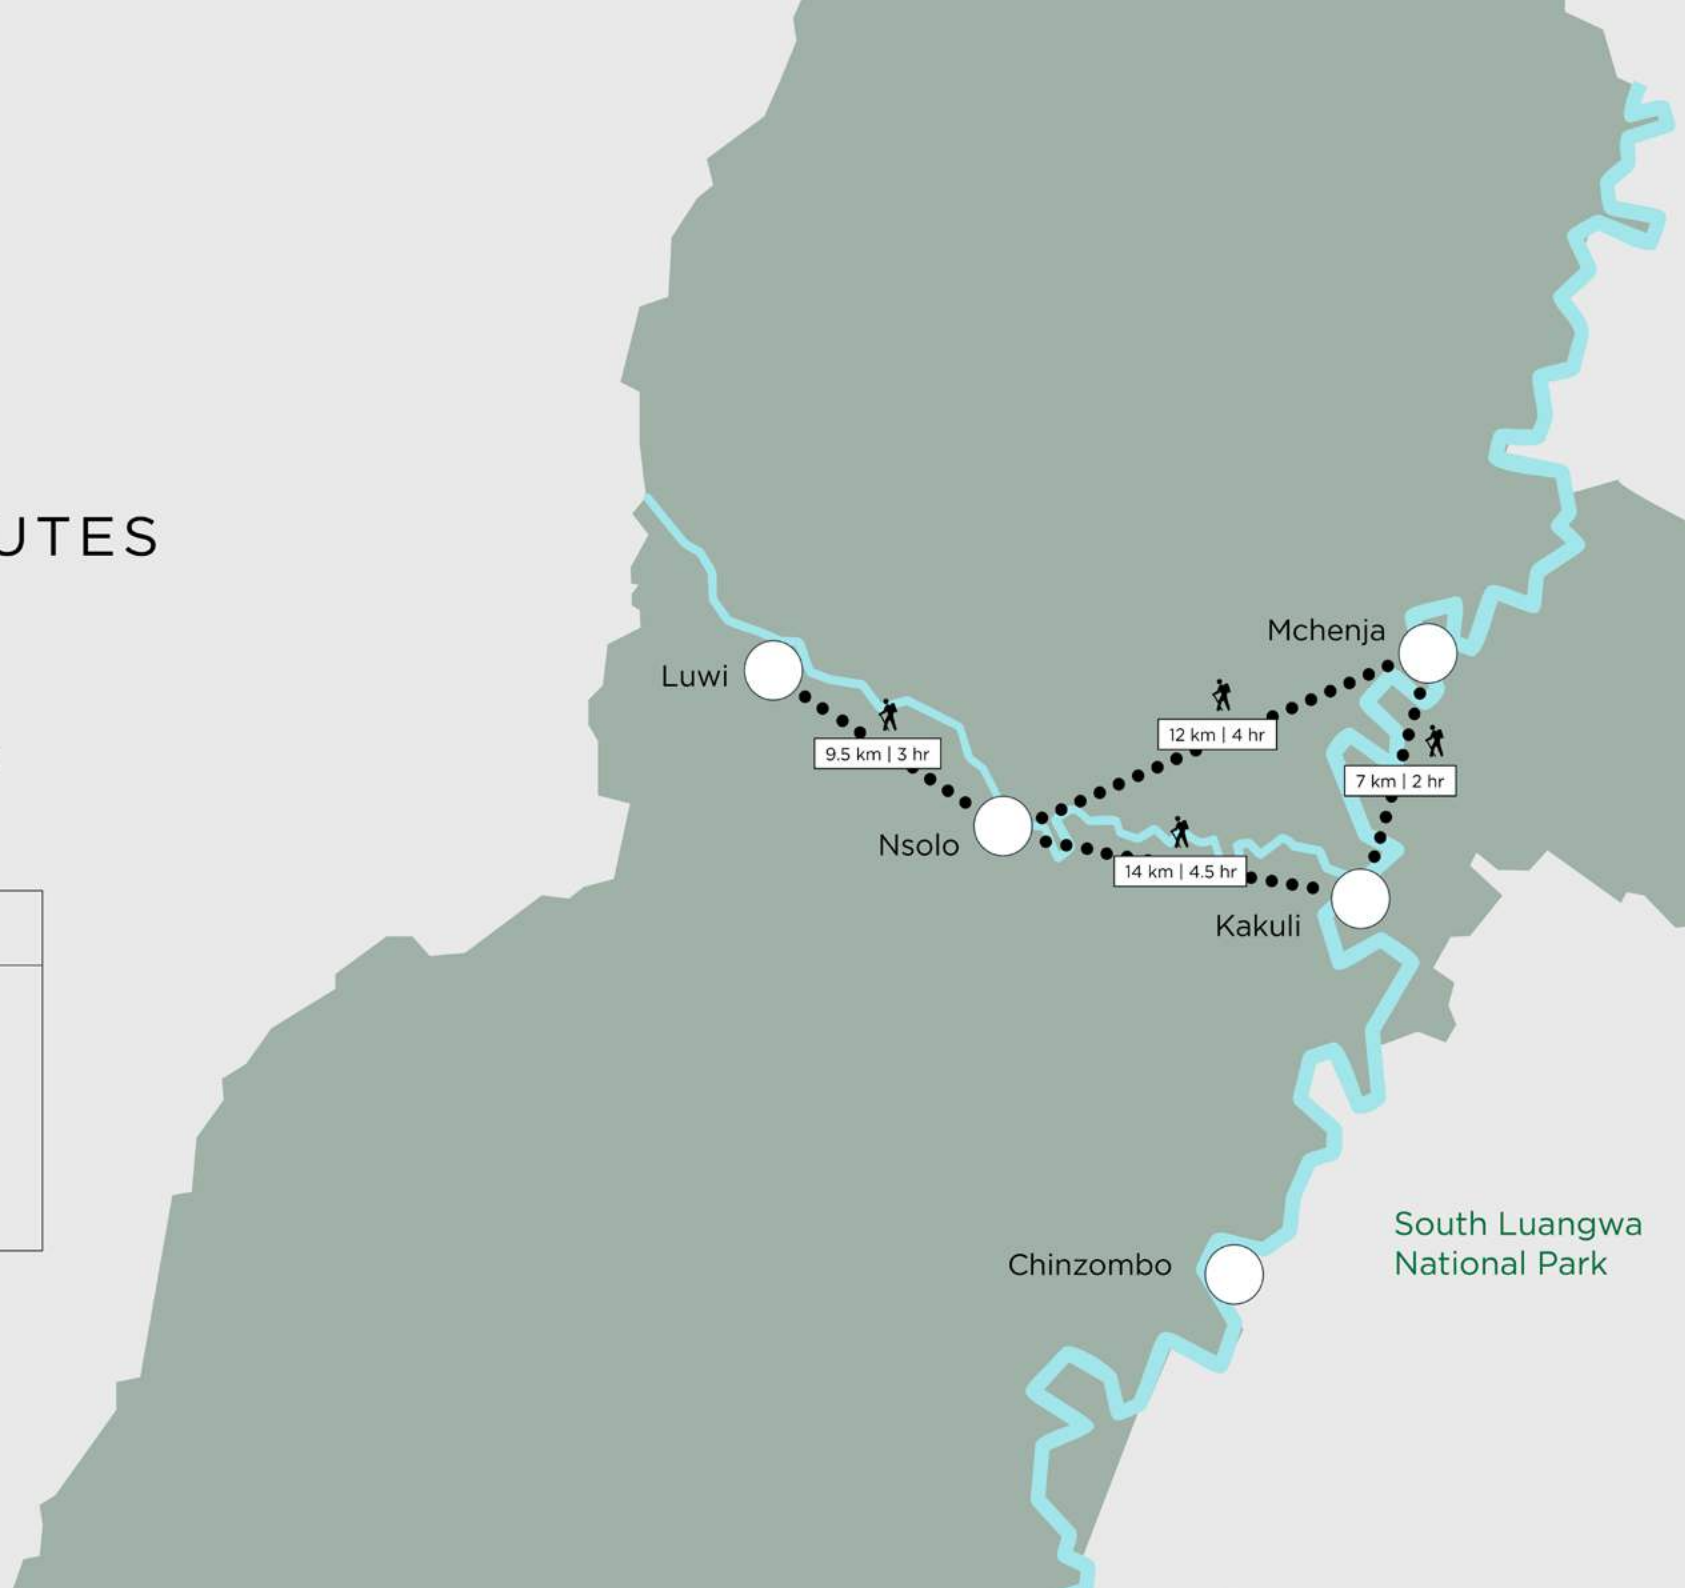 UTES
Mchenja
Luwi
12 km | 4 hr
9.5 km | 3 hr
7 km | 2 hr
Nsolo
14 km | 4.5 hr
Kakuli
South Luangwa
National Park
Chinzombo